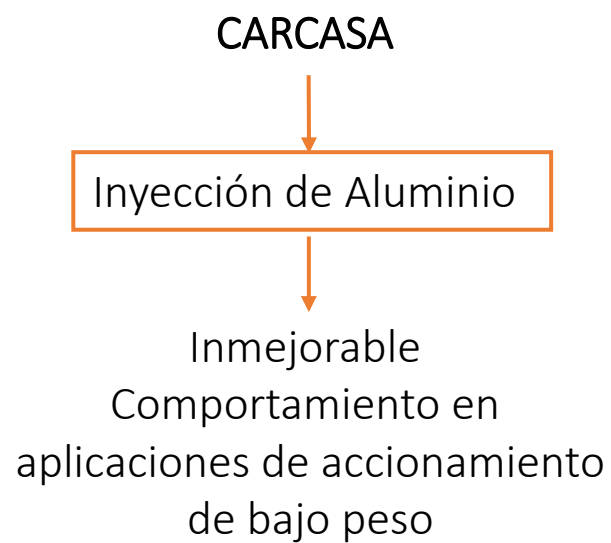 CARCASA
Inyección de Aluminio
Inmejorable
Comportamiento en
aplicaciones de accionamiento
de bajo peso